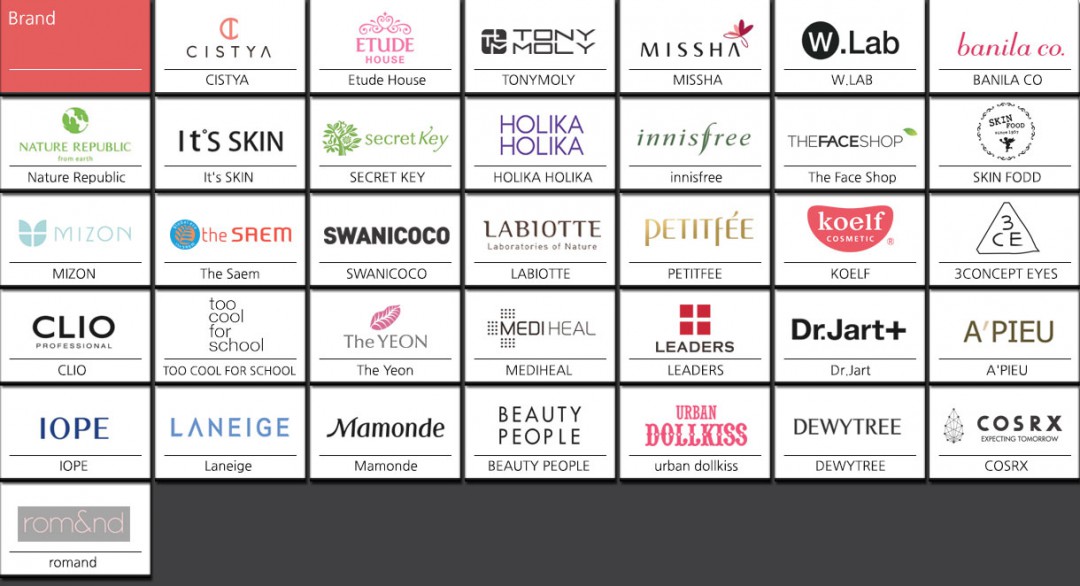 Brand
CISTYA
CISTYA
ETUDE
HOUSE
Etude House
TONY
MOLY
TONYMOLY
MISSHA
MISSHA
W.Lab
W.LAB
banila co.
BANILA CO
NATURE REPUBLIC
from earth
Nature Republic
It's SKIN
It's SKIN
secret Key
SECRET KEY
HOLIKA
HOLIKA
HOLIKA HOLIKA
innisfree
innisfree
THEFACESHOP
The Face Shop
SKIN
FOOD
since 1957
SKIN FODD
MIZON
MIZON
the SAEM
The Saem
SWANICOCO
SWANICOCO
LABIOTTE
Laboratories of Nature
LABIOTTE
PETITFÉE
PETITFEE
koelf
COSMETIC
®
KOELF
3
CE
3CONCEPT EYES
CLIO
PROFESSIONAL
CLIO
too
cool
for
school
TOO COOL FOR SCHOOL
The YEON
The Yeon
MEDIHEAL
MEDIHEAL
LEADERS
LEADERS
Dr.Jart+
Dr.Jart
A'PIEU
A'PIEU
IOPE
IOPE
LANEIGE
Laneige
Mamonde
Mamonde
BEAUTY
PEOPLE
BEAUTY PEOPLE
URBAN
DOLLKISS
urban dollkiss
DEWYTREE
DEWYTREE
COSRX
EXPECTING TOMORROW
COSRX
rom&nd
romand